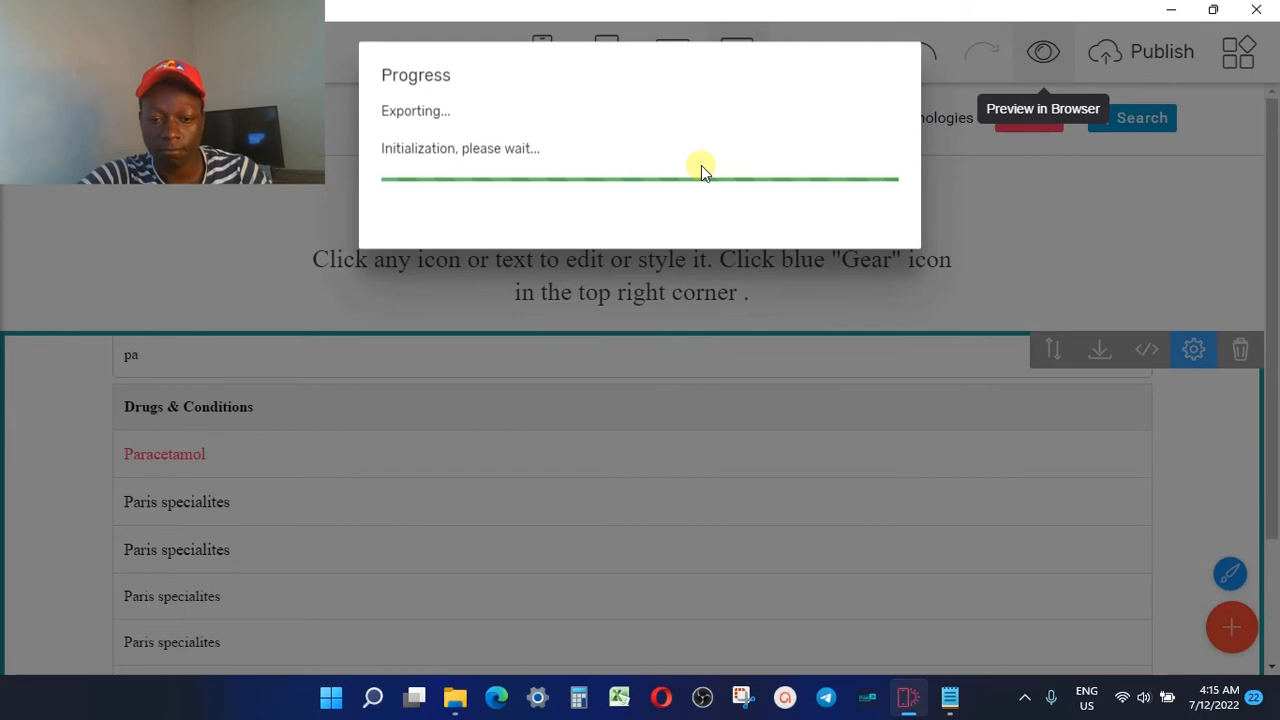 Publish
Progress
Exporting...
Initialization, please wait...
Preview in Browser
nologies
Search
Click any icon or text to edit or style it. Click blue "Gear" icon
in the top right corner .
pa
Drugs & Conditions
Paracetamol
Paris specialites
Paris specialites
Paris specialites
Paris specialites
ENG
US
4:15 AM
7/12/2022
22